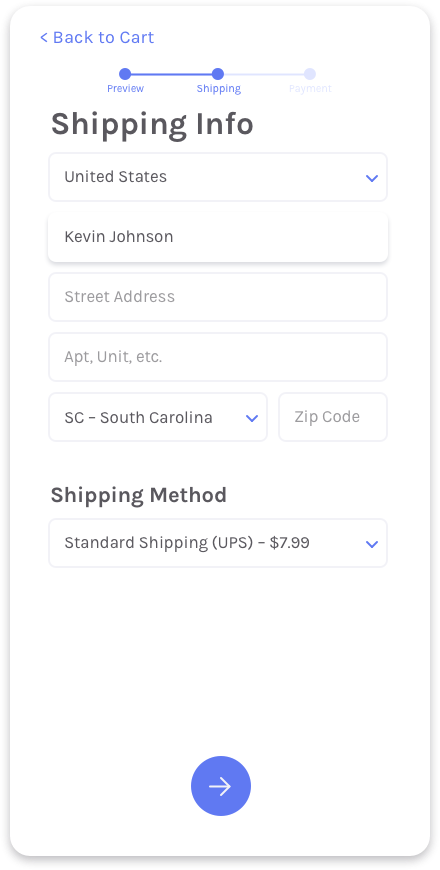 < Back to Cart
Preview Shipping Payment
Shipping Info
United States
Kevin Johnson
Street Address
Apt, Unit, etc.
SC – South Carolina Zip Code
Shipping Method
Standard Shipping (UPS) – $7.99